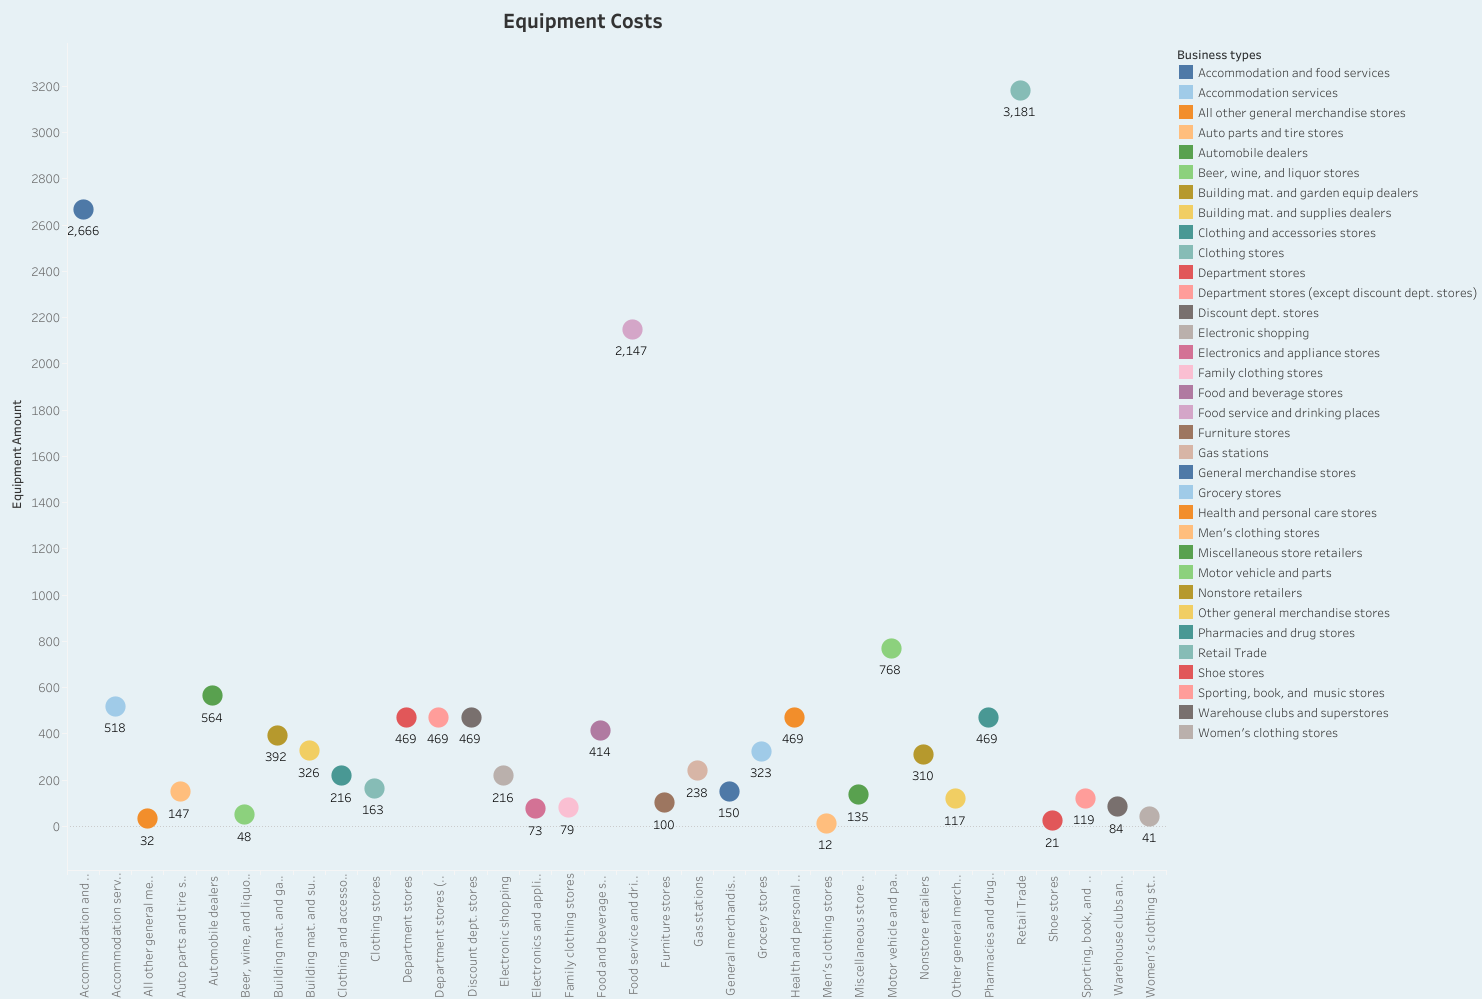 Equipment Costs
Business types
Accommodation and food services
Accommodation services
All other general merchandise stores
Auto parts and tire stores
Automobile dealers
Beer, wine, and liquor stores
Building mat. and garden equip dealers
Building mat. and supplies dealers
Clothing and accessories stores
Clothing stores
Department stores
Department stores (except discount dept. stores)
Discount dept. stores
Electronic shopping
Electronics and appliance stores
Family clothing stores
Food and beverage stores
Food service and drinking places
Furniture stores
Gas stations
General merchandise stores
Grocery stores
Health and personal care stores
Men's clothing stores
Miscellaneous store retailers
Motor vehicle and parts
Nonstore retailers
Other general merchandise stores
Pharmacies and drug stores
Retail Trade
Shoe stores
Sporting, book, and  music stores
Warehouse clubs and superstores
Women's clothing stores
Equipment Amount
3200
3000
2800
2600
2400
2200
2000
1800
1600
1400
1200
1000
800
600
400
200
0
2,666
518
32
147
564
48
392
326
216
163
469
469
469
216
73
79
414
2,147
100
238
150
323
469
12
135
768
310
117
469
3,181
21
119
84
41
Accommodation and ..
Accommodation serv..
All other general me..
Auto parts and tire s..
Automobile dealers
Beer, wine, and liquo..
Building mat. and ga..
Building mat. and su..
Clothing and accesso..
Clothing stores
Department stores
Department stores (..
Discount dept. stores
Electronic shopping
Electronics and appli..
Family clothing stores
Food and beverage s..
Food service and dri..
Furniture stores
Gas stations
General merchandis..
Grocery stores
Health and personal ..
Men's clothing stores
Miscellaneous store ..
Motor vehicle and pa..
Nonstore retailers
Other general merch..
Pharmacies and drug..
Retail Trade
Shoe stores
Sporting, book, and ..
Warehouse clubs an..
Women's clothing st..